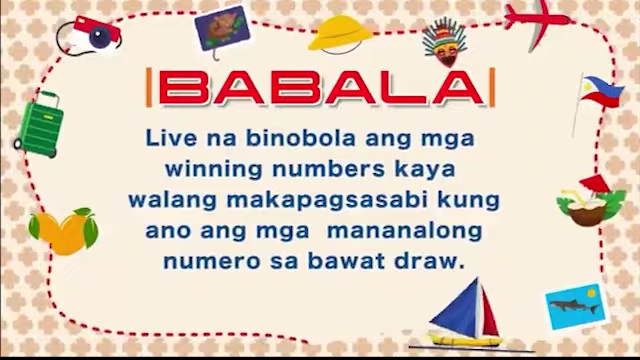 BABALA
Live na binobola ang mga
winning numbers kaya
walang makapagsasabi kung
ano ang mga mananalong
numero sa bawat draw.